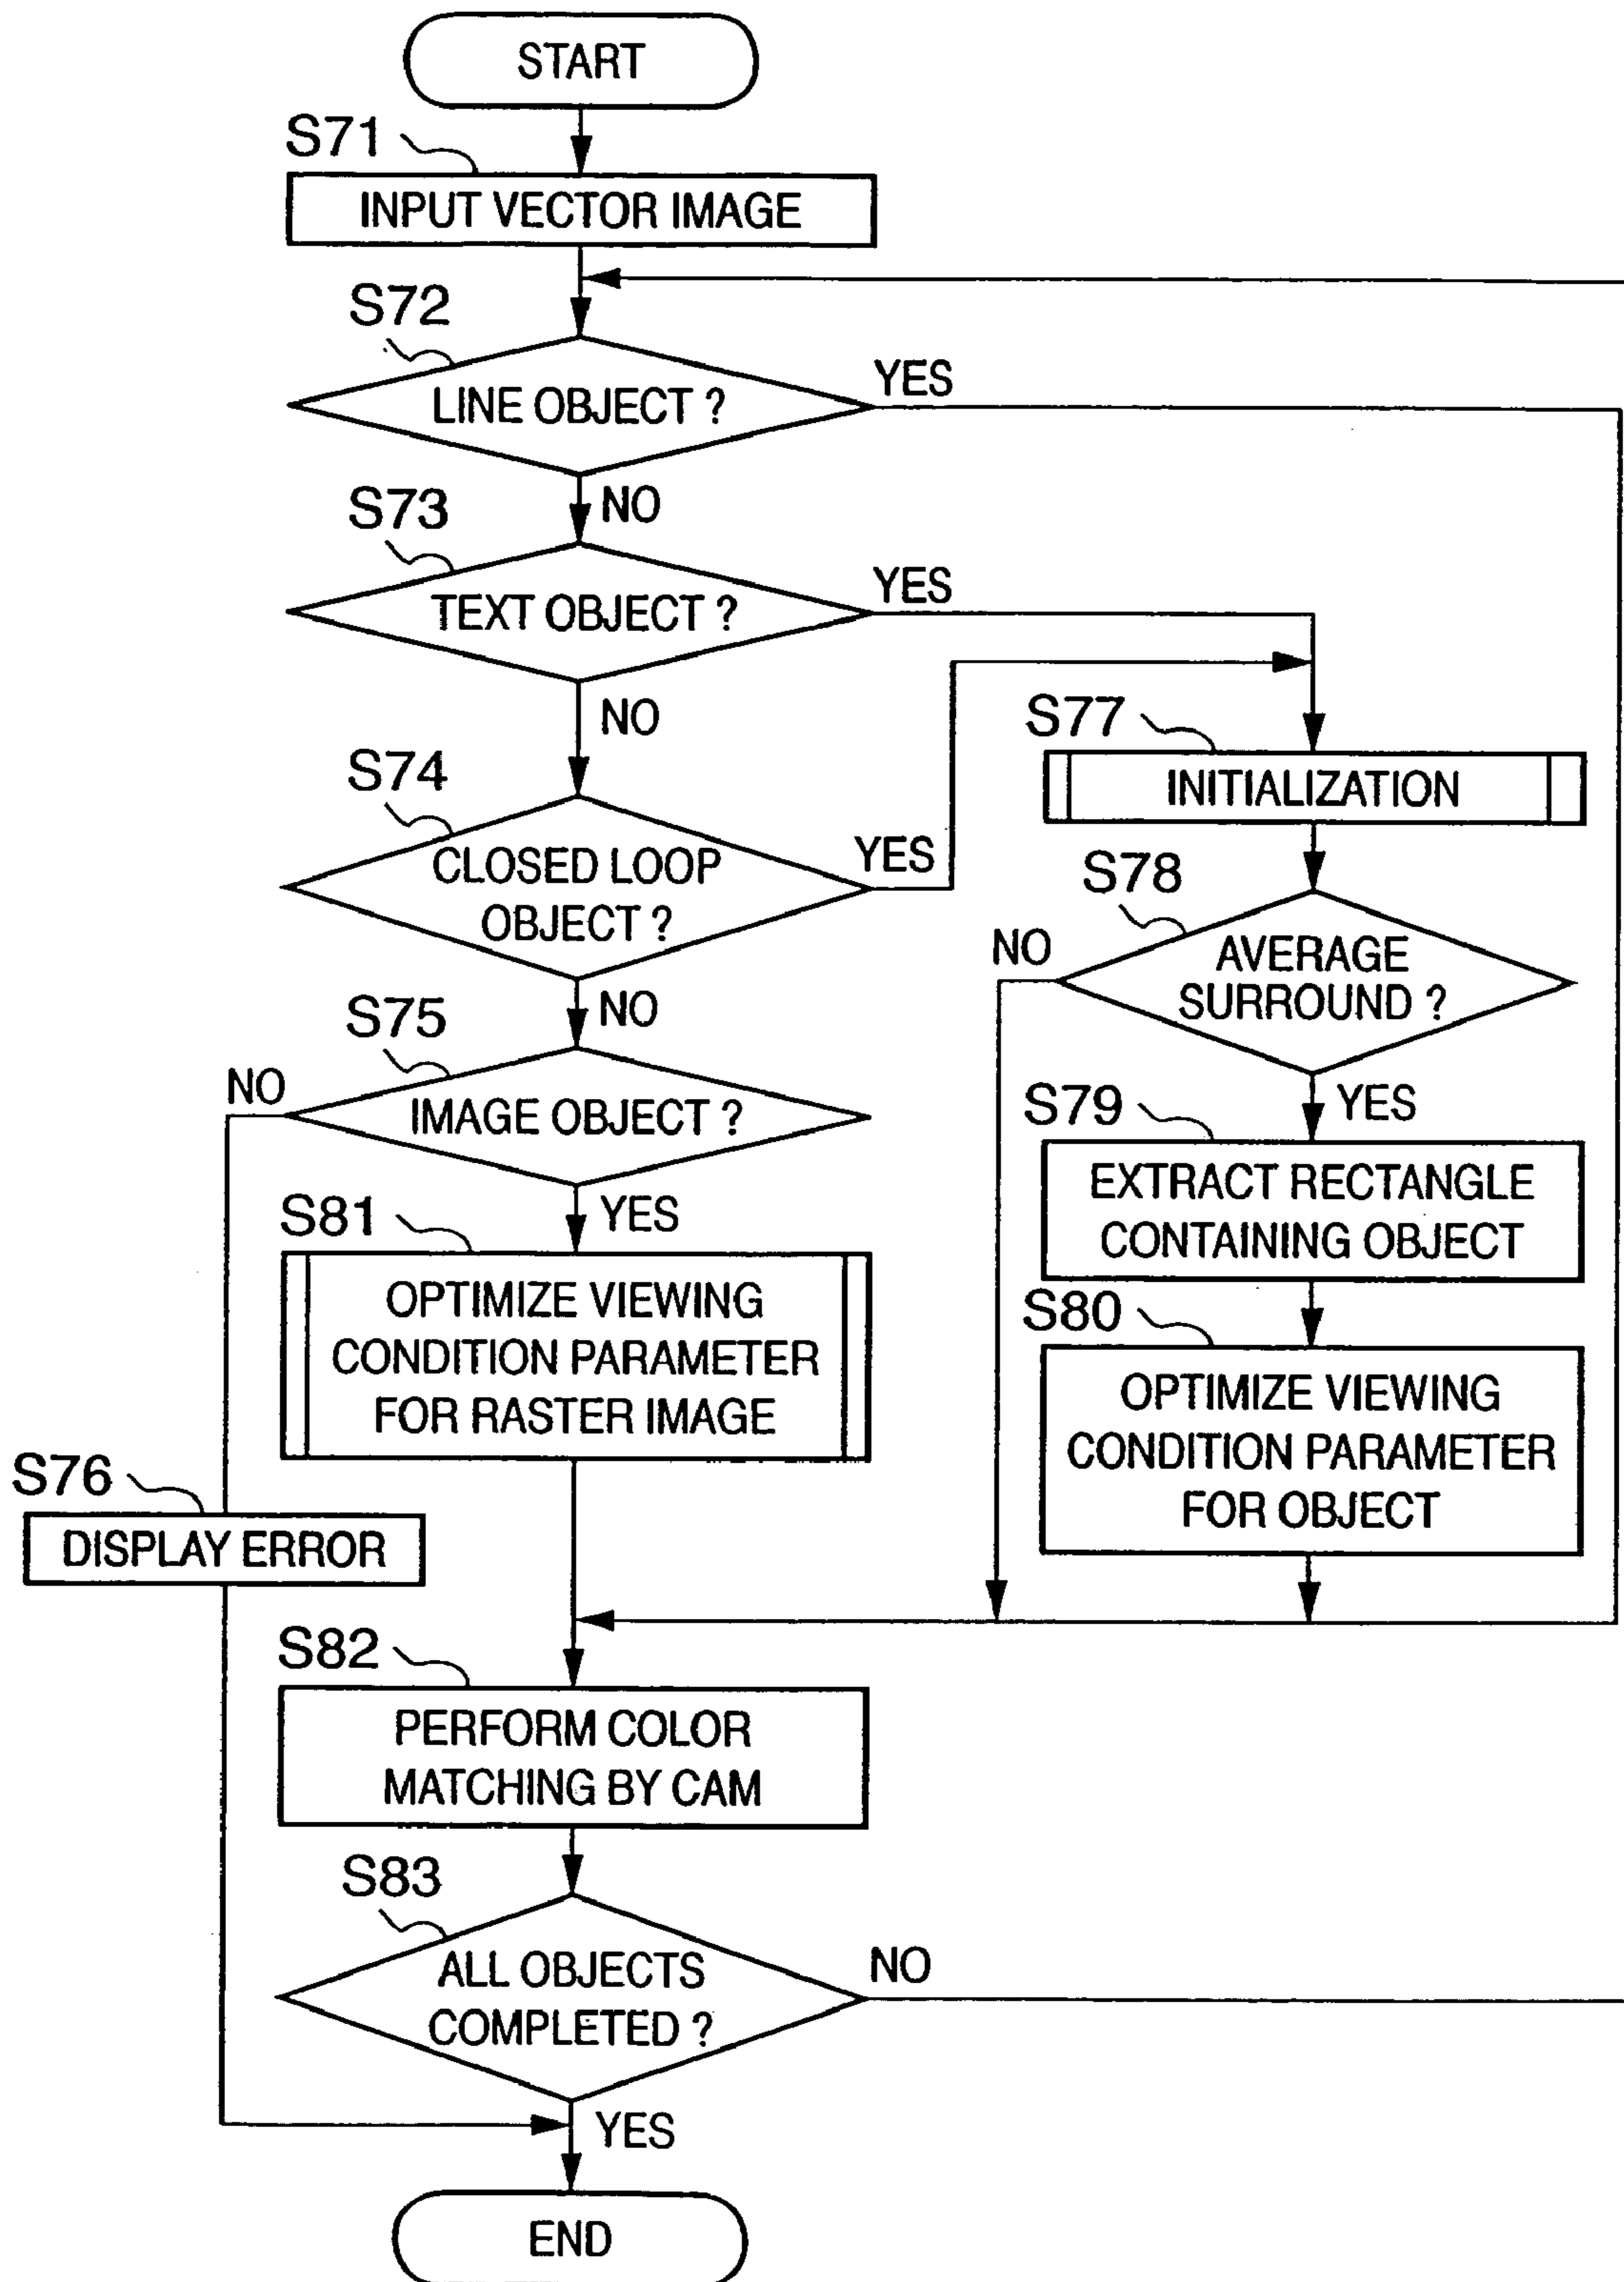 START
S71
INPUT VECTOR IMAGE
S72
LINE OBJECT ?
YES
NO
S73
TEXT OBJECT ?
YES
NO
S74
CLOSED LOOP
OBJECT ?
YES
NO
S75
IMAGE OBJECT ?
NO
YES
S76
DISPLAY ERROR
S77
INITIALIZATION
S78
AVERAGE
SURROUND ?
NO
YES
S79
EXTRACT RECTANGLE
CONTAINING OBJECT
S80
OPTIMIZE VIEWING
CONDITION PARAMETER
FOR OBJECT
S81
OPTIMIZE VIEWING
CONDITION PARAMETER
FOR RASTER IMAGE
S82
PERFORM COLOR
MATCHING BY CAM
S83
ALL OBJECTS
COMPLETED ?
NO
YES
END